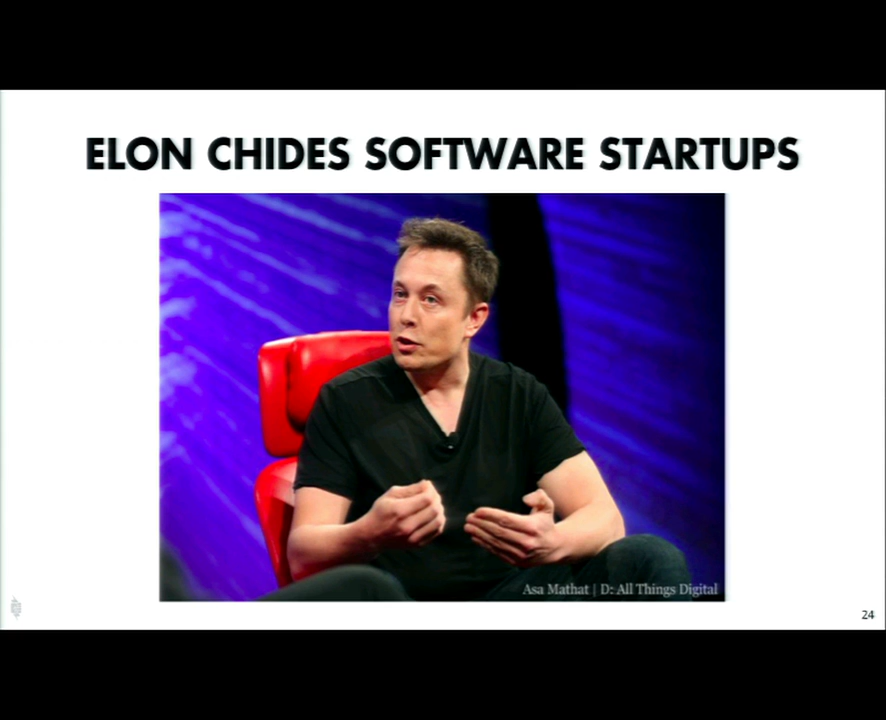 ELON CHIDES SOFTWARE STARTUPS
Asa Mathat | D: All Things Digital
24